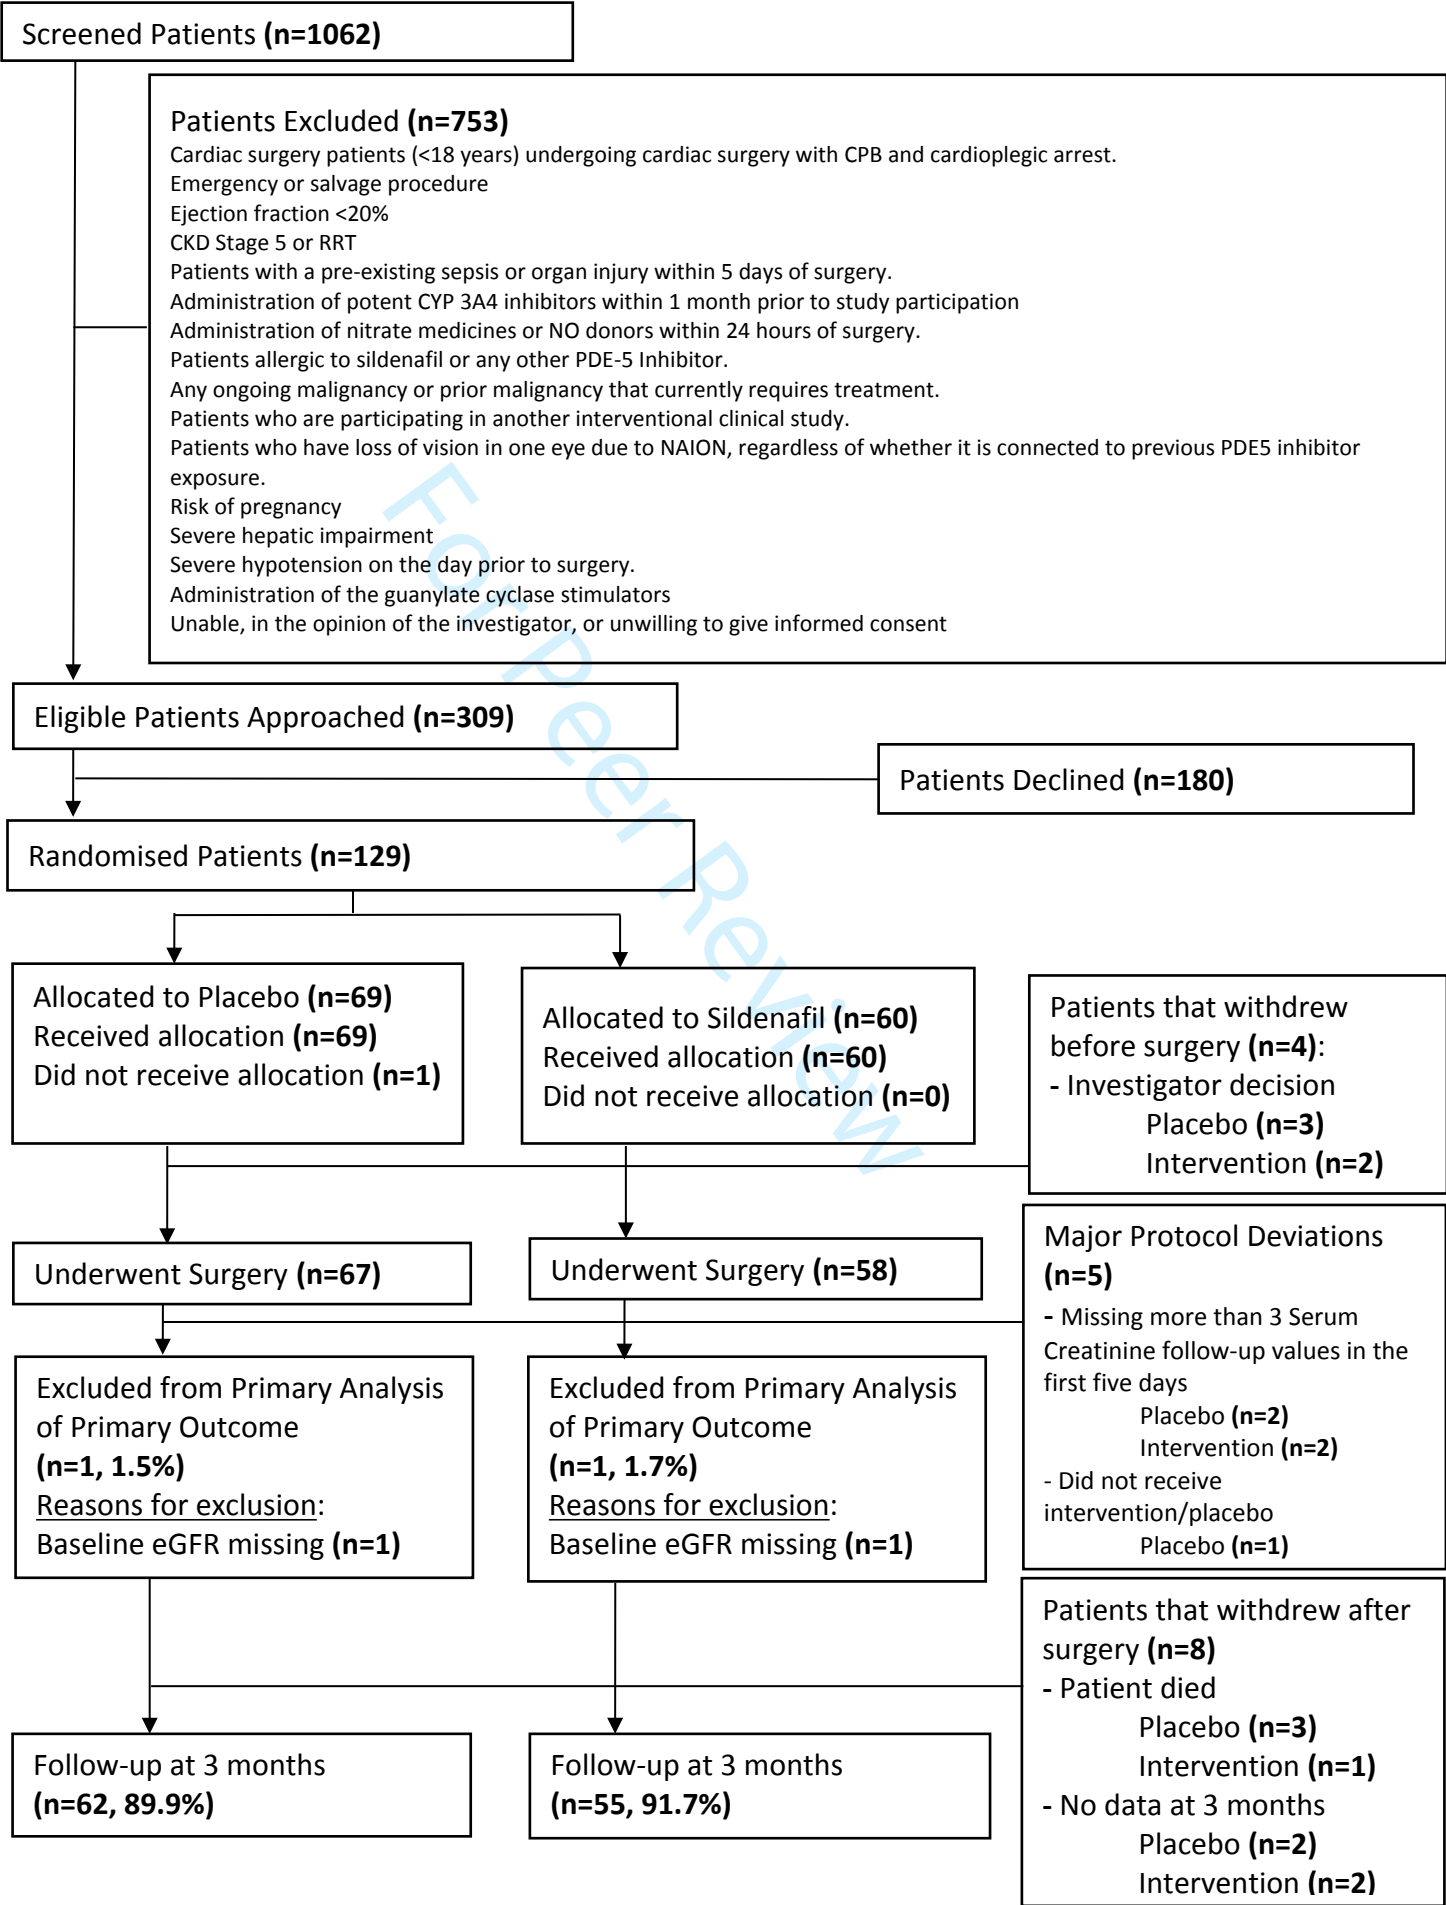 Screened Patients (n=1062)
Patients Excluded (n=753)
Cardiac surgery patients (<18 years) undergoing cardiac surgery with CPB and cardioplegic arrest.
Emergency or salvage procedure
Ejection fraction <20%
CKD Stage 5 or RRT
Patients with a pre-existing sepsis or organ injury within 5 days of surgery.
Administration of potent CYP 3A4 inhibitors within 1 month prior to study participation
Administration of nitrate medicines or NO donors within 24 hours of surgery.
Patients allergic to sildenafil or any other PDE-5 Inhibitor.
Any ongoing malignancy or prior malignancy that currently requires treatment.
Patients who are participating in another interventional clinical study.
Patients who have loss of vision in one eye due to NAION, regardless of whether it is connected to previous PDE5 inhibitor
exposure.
Risk of pregnancy
Severe hepatic impairment
Severe hypotension on the day prior to surgery.
Administration of the guanylate cyclase stimulators
Unable, in the opinion of the investigator, or unwilling to give informed consent
For Peer Review
Eligible Patients Approached (n=309)
Patients Declined (n=180)
Randomised Patients (n=129)
Allocated to Placebo (n=69)
Received allocation (n=69)
Did not receive allocation (n=1)
Allocated to Sildenafil (n=60)
Received allocation (n=60)
Did not receive allocation (n=0)
Patients that withdrew
before surgery (n=4):
- Investigator decision
Placebo (n=3)
Intervention (n=2)
Underwent Surgery (n=67)
Underwent Surgery (n=58)
Major Protocol Deviations
(n=5)
- Missing more than 3 Serum
Creatinine follow-up values in the
first five days
Placebo (n=2)
Intervention (n=2)
- Did not receive
intervention/placebo
Placebo (n=1)
Excluded from Primary Analysis
of Primary Outcome
(n=1, 1.5%)
Reasons for exclusion:
Baseline eGFR missing (n=1)
Excluded from Primary Analysis
of Primary Outcome
(n=1, 1.7%)
Reasons for exclusion:
Baseline eGFR missing (n=1)
Patients that withdrew after
surgery (n=8)
- Patient died
Placebo (n=3)
Intervention (n=1)
- No data at 3 months
Placebo (n=2)
Intervention (n=2)
Follow-up at 3 months
(n=62, 89.9%)
Follow-up at 3 months
(n=55, 91.7%)